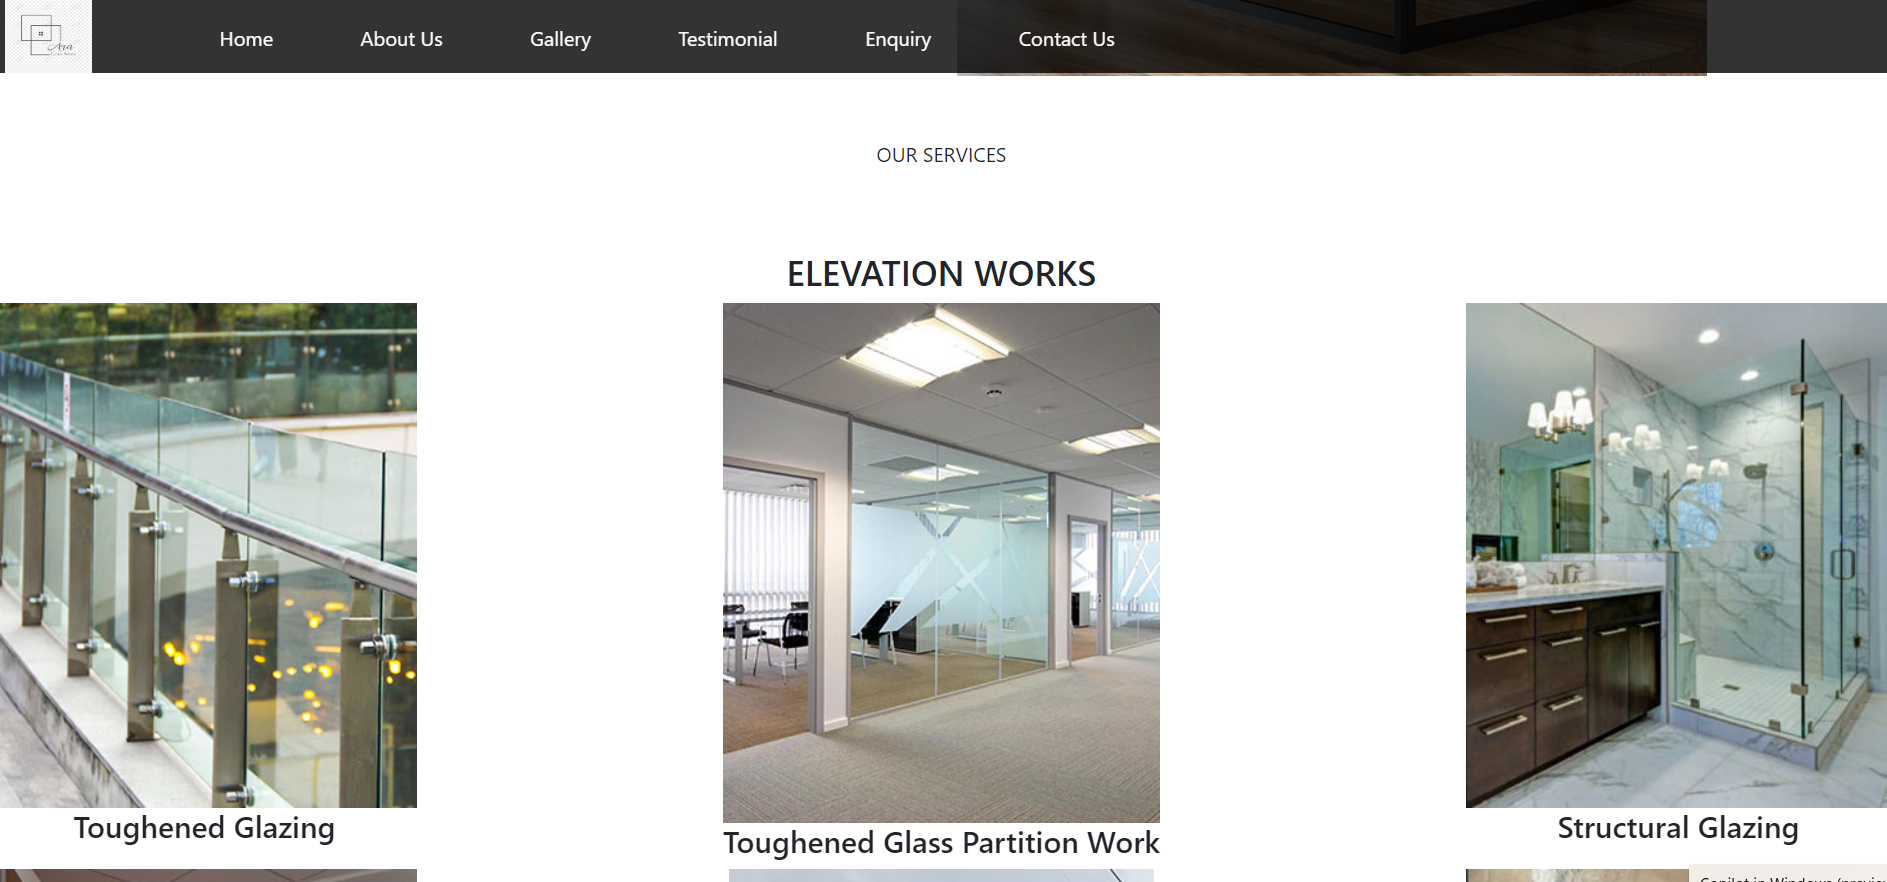 Ara
Home
About Us
Gallery
Testimonial
Enquiry
Contact Us
OUR SERVICES
ELEVATION WORKS
Toughened Glazing
Toughened Glass Partition Work
Structural Glazing